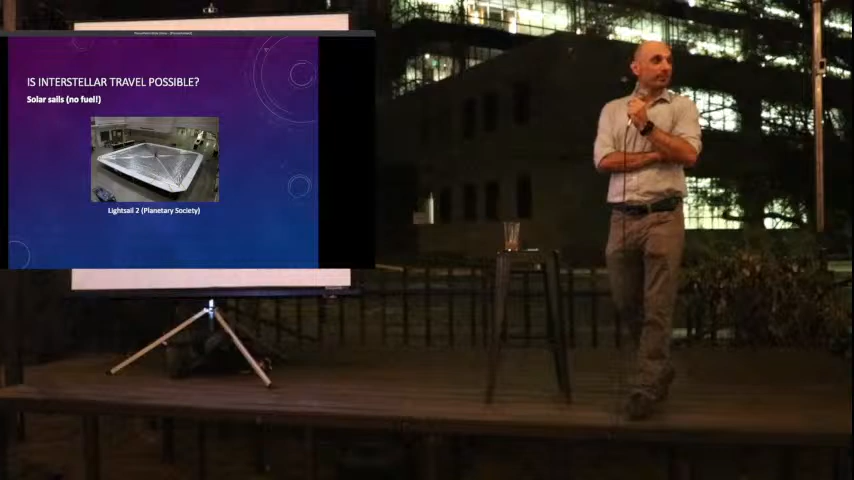 IS INTERSTELLAR TRAVEL POSSIBLE?
Solar sails (no fuel!)
Lightsail 2 (Planetary Society)